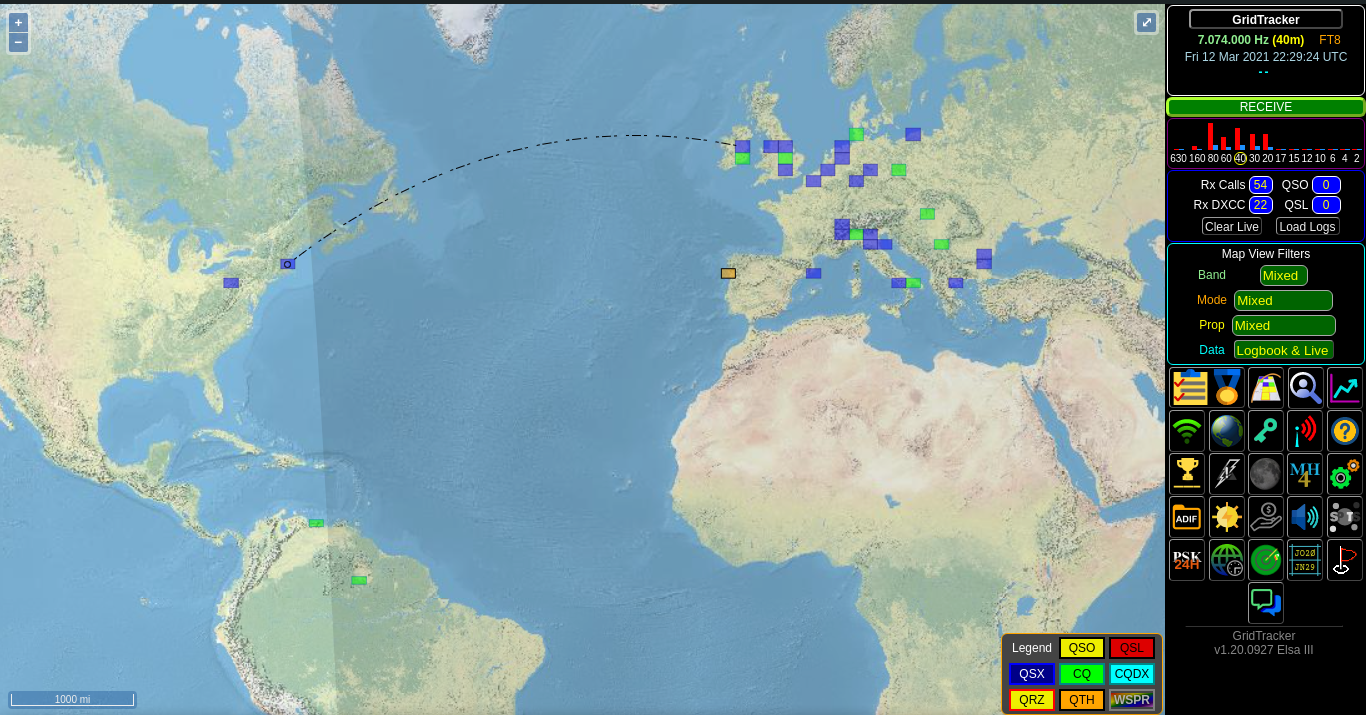 +
−
⤢
GridTracker
7.074.000 Hz (40m) FT8
Fri 12 Mar 2021 22:29:24 UTC
- -
RECEIVE
630 160 80 60 40 30 20 17 15 12 10 6 4 2
Rx Calls 54 QSO 0
Rx DXCC 22 QSL 0
Clear Live Load Logs
Map View Filters
Band Mixed
Mode Mixed
Prop Mixed
Data Logbook & Live
?
MH
4
ADIF
$
S T
PSK
24H
JO20
JN29
GridTracker
v1.20.0927 Elsa III
Legend QSO QSL
QSX CQ CQDX
QRZ QTH WSPR
1000 mi